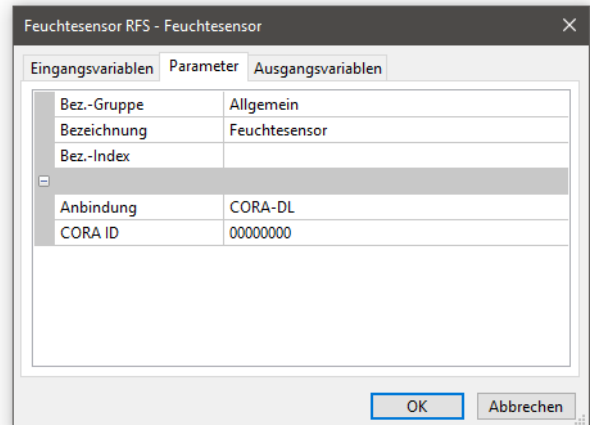 Feuchtesensor RFS - Feuchtesensor
Eingangsvariablen Parameter Ausgangsvariablen
Bez.-Gruppe Allgemein
Bezeichnung Feuchtesensor
Bez.-Index
Anbindung CORA-DL
CORA ID 00000000
OK Abbrechen